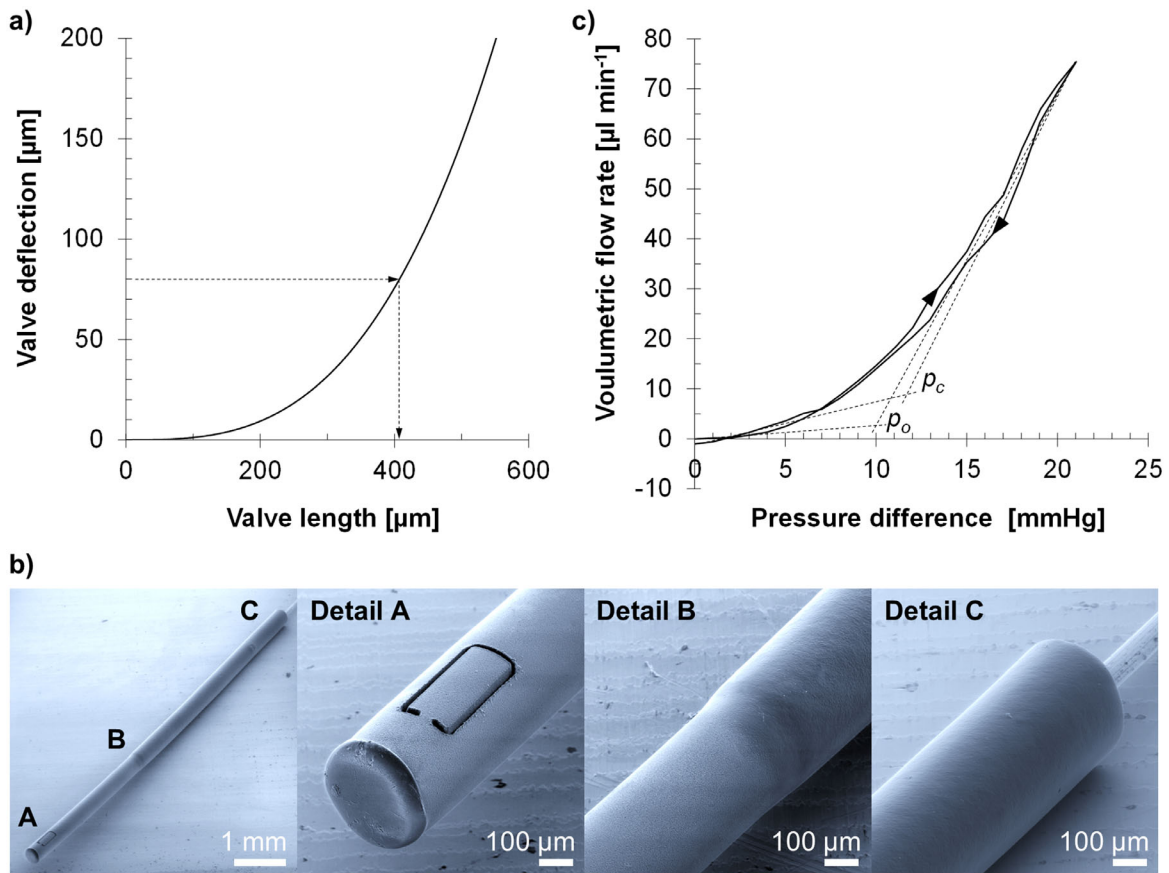 a)
200
150
100
50
0
0
200
400
600
Valve deflection [µm]
Valve length [µm]
c)
80
70
60
50
40
30
20
10
0
-10
0
5
10
15
20
25
Voulumetric flow rate [µl min⁻¹]
Pressure difference [mmHg]
p_c
p_o
b)
A
B
C
1 mm
Detail A
100 µm
Detail B
100 µm
Detail C
100 µm